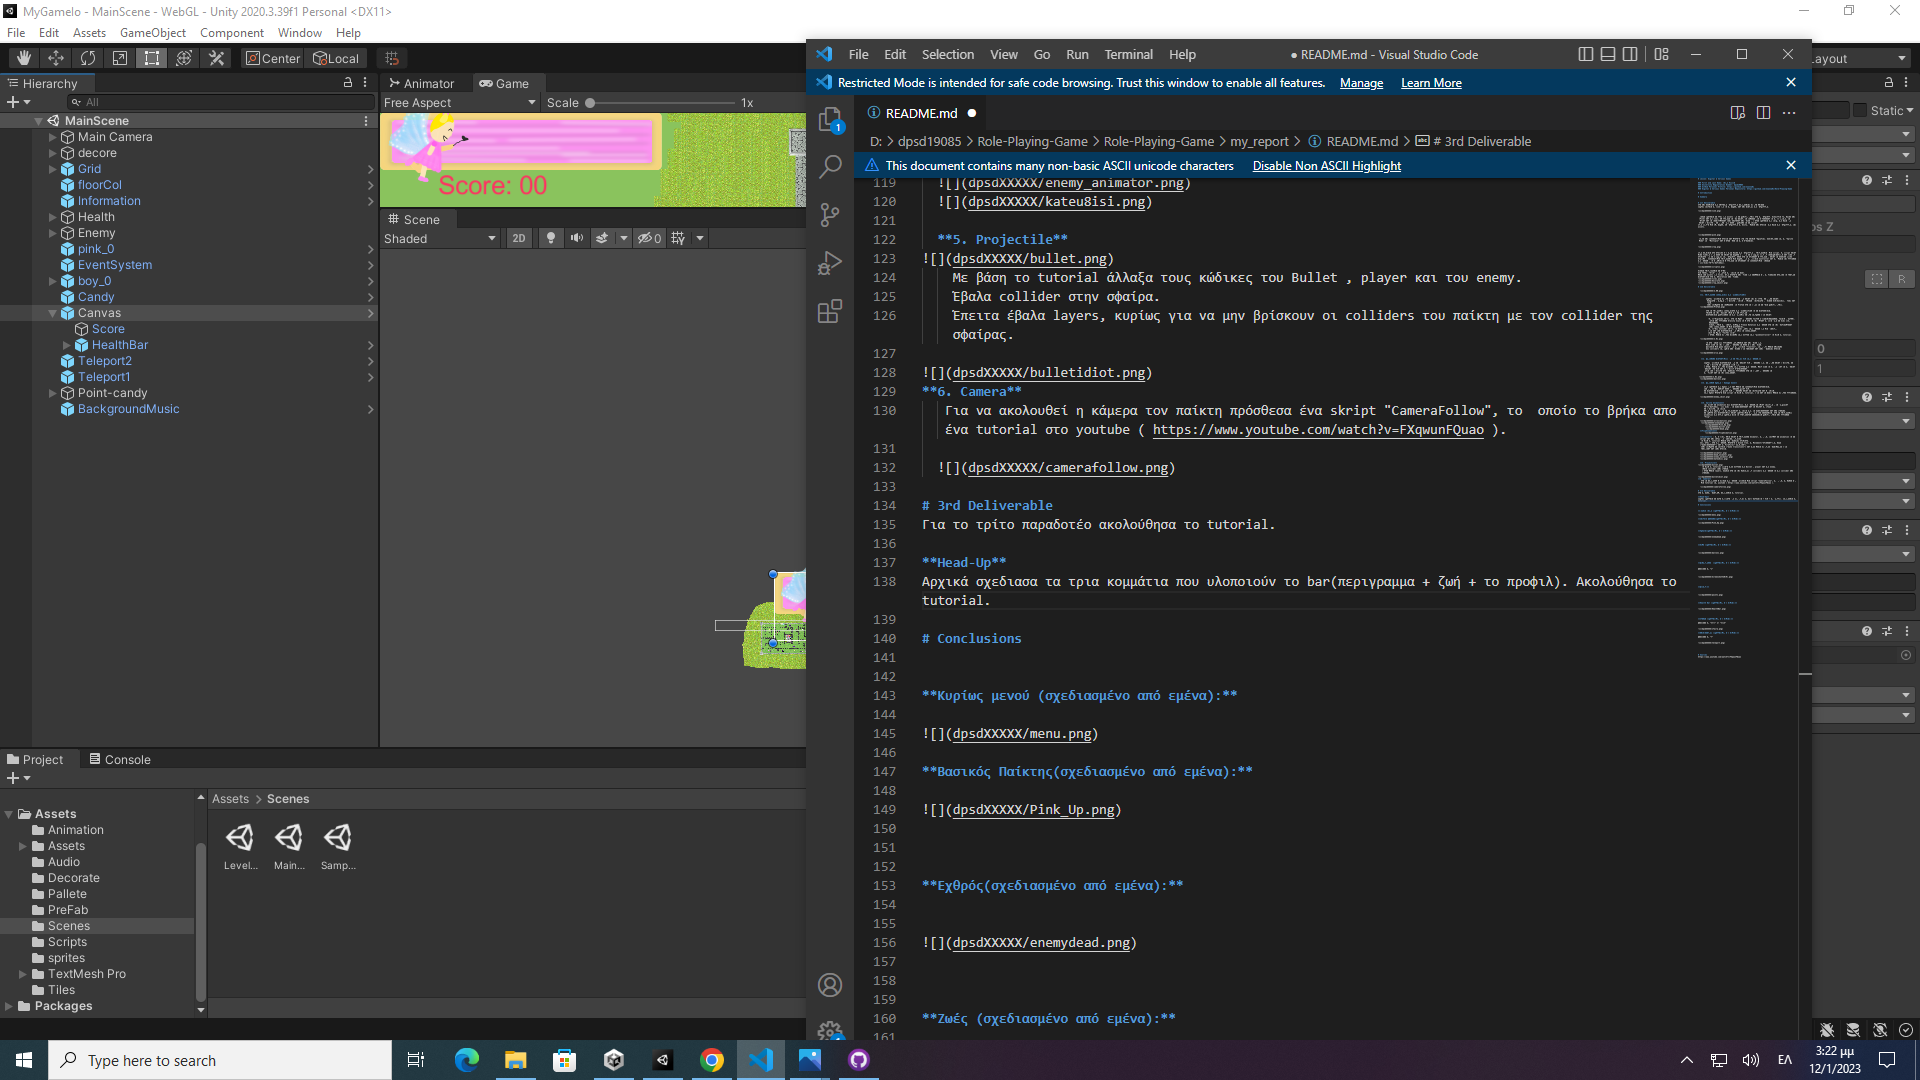 MyGamelo - MainScene - WebGL - Unity 2020.3.39f1 Personal <DX11>
File Edit Assets GameObject Component Window Help
Center Local
Hierarchy
All
MainScene
Main Camera
decore
Grid
floorCol
Information
Health
Enemy
pink_0
EventSystem
boy_0
Candy
Canvas
Score
HealthBar
Teleport2
Teleport1
Point-candy
BackgroundMusic
Animator Game
Free Aspect Scale 1x
Score: 00
Scene
Shaded 2D 0
Project Console
Assets
Animation
Assets
Audio
Decorate
Pallete
PreFab
Scenes
Scripts
sprites
TextMesh Pro
Tiles
Packages
Assets > Scenes
Level... Main... Samp...
File Edit Selection View Go Run Terminal Help
● README.md - Visual Studio Code
Restricted Mode is intended for safe code browsing. Trust this window to enable all features. Manage Learn More
README.md ●
D: > dpsd19085 > Role-Playing-Game > Role-Playing-Game > my_report > README.md > # 3rd Deliverable
This document contains many non-basic ASCII unicode characters Disable Non ASCII Highlight
119 ![](dpsdXXXXX/enemy_animator.png)
120 ![](dpsdXXXXX/kateu8isi.png)
121
122 **5. Projectile**
123 ![](dpsdXXXXX/bullet.png)
124 Με βάση το tutorial άλλαξα τους κώδικες του Bullet , player και του enemy.
125 Έβαλα collider στην σφαίρα.
126 Έπειτα έβαλα layers, κυρίως για να μην βρίσκουν οι colliders του παίκτη με τον collider της
σφαίρας.
127
128 ![](dpsdXXXXX/bulletidiot.png)
129 **6. Camera**
130 Για να ακολουθεί η κάμερα τον παίκτη πρόσθεσα ένα skript "CameraFollow", το  οποίο το βρήκα απο
ένα tutorial στο youtube ( https://www.youtube.com/watch?v=FXqwunFQuao ).
131
132 ![](dpsdXXXXX/camerafollow.png)
133
134 # 3rd Deliverable
135 Για το τρίτο παραδοτέο ακολούθησα το tutorial.
136
137 **Head-Up**
138 Αρχικά σχεδιασα τα τρια κομμάτια που υλοποιούν το bar(περιγραμμα + ζωή + το προφιλ). Ακολούθησα το
tutorial.
139
140 # Conclusions
141
142
143 **Κυρίως μενού (σχεδιασμένο από εμένα):**
144
145 ![](dpsdXXXXX/menu.png)
146
147 **Βασικός Παίκτης(σχεδιασμένο από εμένα):**
148
149 ![](dpsdXXXXX/Pink_Up.png)
150
151
152
153 **Εχθρός(σχεδιασμένο από εμένα):**
154
155
156 ![](dpsdXXXXX/enemydead.png)
157
158
159
160 **Ζωές (σχεδιασμένο από εμένα):**
161
1
ayout
Static
os Z
R
0
1
Type here to search
ΕΛ
3:22 μμ
12/1/2023